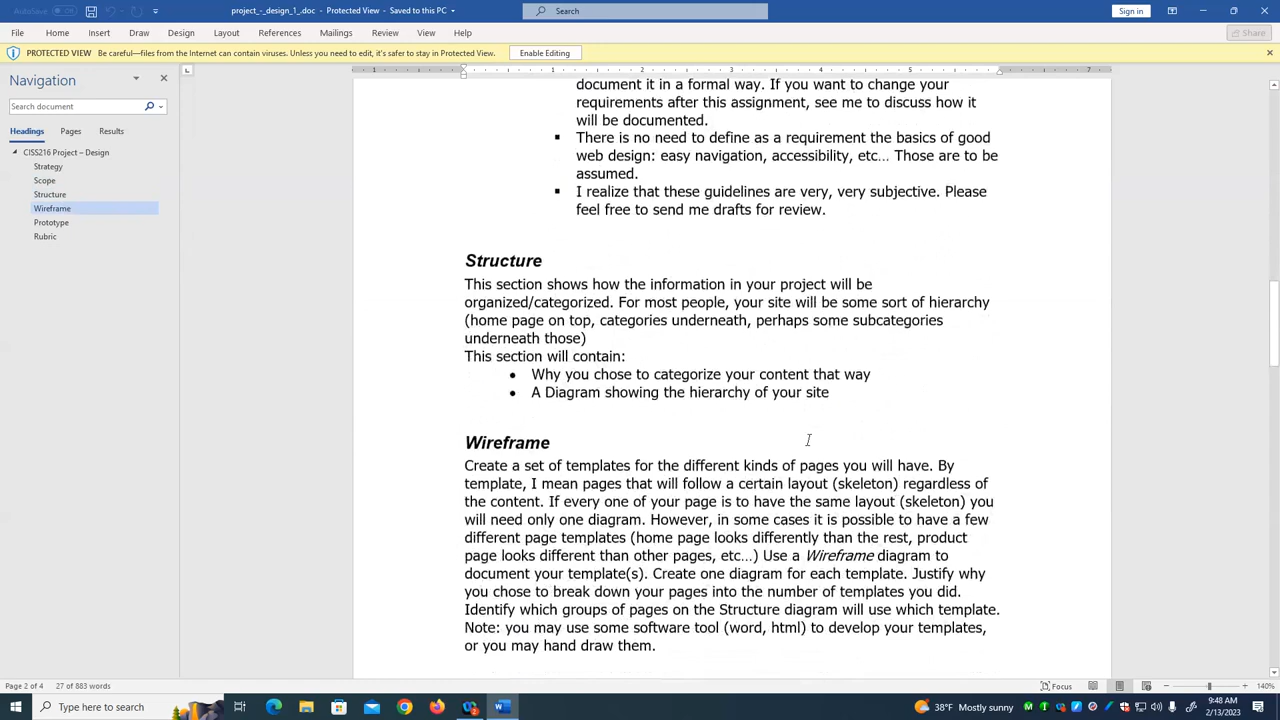 AutoSave Off
project_-_design_1_doc - Protected View • Saved to this PC
Search
Sign in
File Home Insert Draw Design Layout References Mailings Review View Help
Share
PROTECTED VIEW Be careful—files from the Internet can contain viruses. Unless you need to edit, it's safer to stay in Protected View. Enable Editing
Navigation
Search document
Headings Pages Results
CISS216 Project – Design
Strategy
Scope
Structure
Wireframe
Prototype
Rubric
1 1 2 3 4 5 7
document it in a formal way. If you want to change your
requirements after this assignment, see me to discuss how it
will be documented.
▪ There is no need to define as a requirement the basics of good
web design: easy navigation, accessibility, etc… Those are to be
assumed.
▪ I realize that these guidelines are very, very subjective. Please
feel free to send me drafts for review.
Structure
This section shows how the information in your project will be
organized/categorized. For most people, your site will be some sort of hierarchy
(home page on top, categories underneath, perhaps some subcategories
underneath those)
This section will contain:
• Why you chose to categorize your content that way
• A Diagram showing the hierarchy of your site
Wireframe
Create a set of templates for the different kinds of pages you will have. By
template, I mean pages that will follow a certain layout (skeleton) regardless of
the content. If every one of your page is to have the same layout (skeleton) you
will need only one diagram. However, in some cases it is possible to have a few
different page templates (home page looks differently than the rest, product
page looks different than other pages, etc…) Use a Wireframe diagram to
document your template(s). Create one diagram for each template. Justify why
you chose to break down your pages into the number of templates you did.
Identify which groups of pages on the Structure diagram will use which template.
Note: you may use some software tool (word, html) to develop your templates,
or you may hand draw them.
Page 2 of 4 27 of 883 words
Focus
140%
Type here to search
38°F Mostly sunny
9:48 AM
2/13/2023